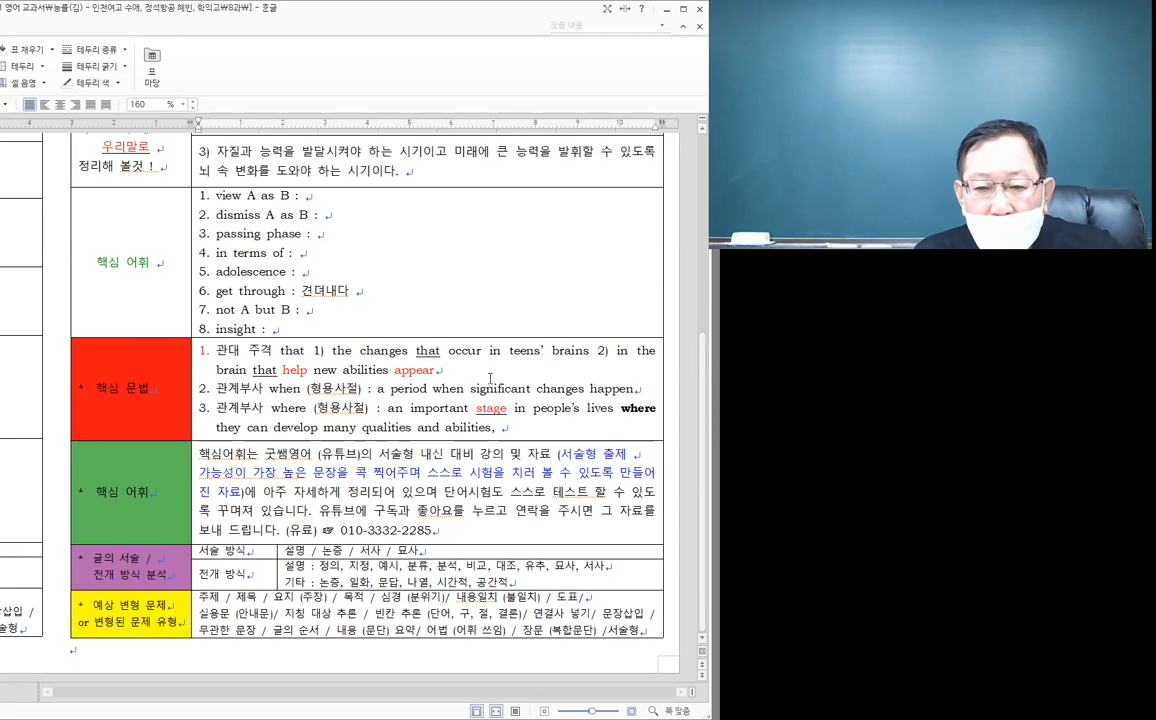 영어 교과서₩능률(김) - 인천여고 수애, 정석항공 혜빈, 학익고₩8과₩] - 훈글
찾을 내용
표 채우기 테두리 종류
테두리 테두리 굵기 표
셀 음영 테두리 색 마당
160 %
4 3 2 1 1 2 3 4 5 6 7 8 9 10
우리말로
정리해 볼것 !
3) 자질과 능력을 발달시켜야 하는 시기이고 미래에 큰 능력을 발휘할 수 있도록
뇌 속 변화를 도와야 하는 시기이다.
핵심 어휘
1. view A as B :
2. dismiss A as B :
3. passing phase :
4. in terms of :
5. adolescence :
6. get through : 견뎌내다
7. not A but B :
8. insight :
* 핵심 문법
1. 관대 주격 that 1) the changes that occur in teens' brains 2) in the
brain that help new abilities appear
2. 관계부사 when (형용사절) : a period when significant changes happen
3. 관계부사 where (형용사절) : an important stage in people's lives where
they can develop many qualities and abilities,
* 핵심 어휘
핵심어휘는 굿쌤영어 (유튜브)의 서술형 내신 대비 강의 및 자료 (서술형 출제
가능성이 가장 높은 문장을 콕 찍어주며 스스로 시험을 치러 볼 수 있도록 만들어
진 자료)에 아주 자세하게 정리되어 있으며 단어시험도 스스로 테스트 할 수 있도
록 꾸며져 있습니다. 유튜브에 구독과 좋아요를 누르고 연락을 주시면 그 자료를
보내 드립니다. (유료) ☞ 010-3332-2285
* 글의 서술 /
전개 방식 분석
서술 방식 설명 / 논증 / 서사 / 묘사
전개 방식 설명 : 정의, 지정, 예시, 분류, 분석, 비교, 대조, 유추, 묘사, 서사
기타 : 논증, 일화, 문답, 나열, 시간적, 공간적
* 예상 변형 문제
or 변형된 문제 유형
주제 / 제목 / 요지 (주장) / 목적 / 심경 (분위기)/ 내용일치 (불일치) / 도표/
실용문 (안내문)/ 지칭 대상 추론 / 빈칸 추론 (단어, 구, 절, 결론)/ 연결사 넣기/ 문장삽입 /
무관한 문장 / 글의 순서 / 내용 (문단) 요약/ 어법 (어휘 쓰임) / 장문 (복합문단) /서술형
상삽입 /
술형
폭 맞춤